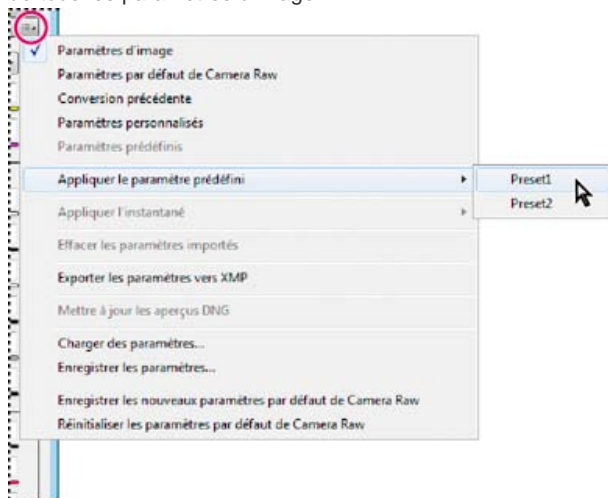 Paramètres d'image
Paramètres par défaut de Camera Raw
Conversion précédente
Paramètres personnalisés
Paramètres prédéfinis
Appliquer le paramètre prédéfini
Preset1
Preset2
Appliquer l'instantané
Effacer les paramètres importés
Exporter les paramètres vers XMP
Mettre à jour les aperçus DNG
Charger des paramètres...
Enregistrer les paramètres...
Enregistrer les nouveaux paramètres par défaut de Camera Raw
Réinitialiser les paramètres par défaut de Camera Raw